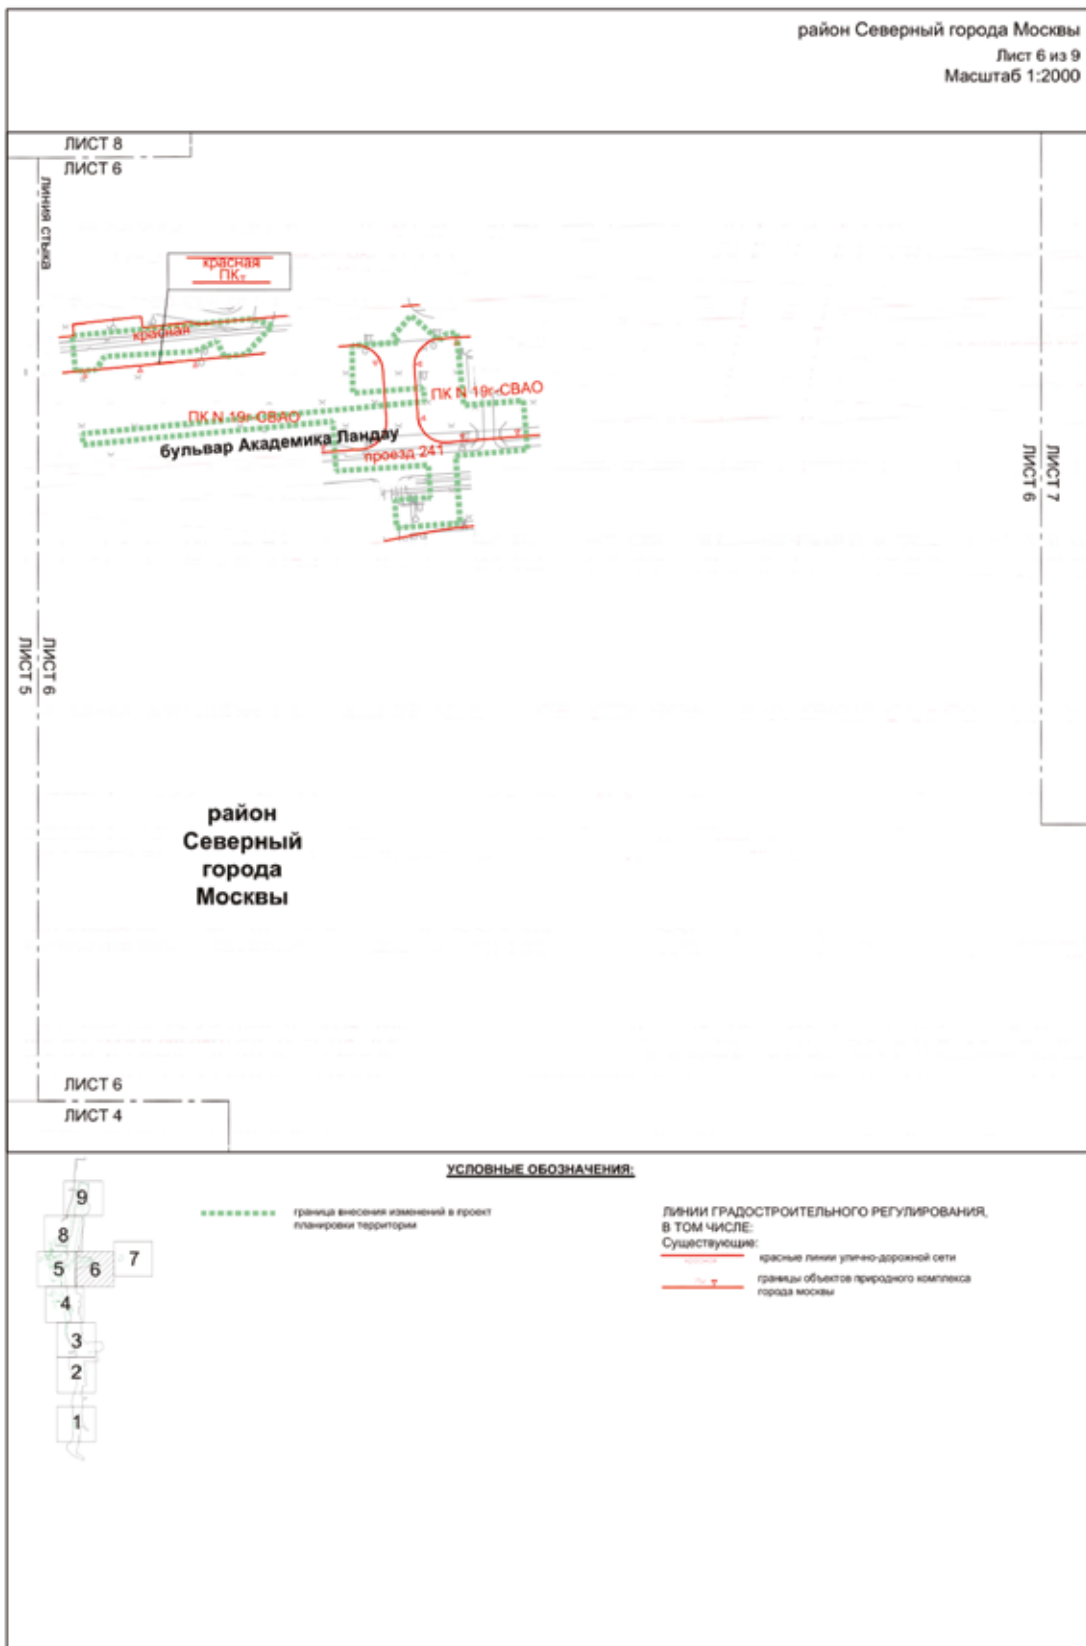 район Северный города Москвы
Лист 6 из 9
Масштаб 1:2000
ЛИСТ 8
ЛИСТ 6
линия стыка
красная
ПК
красная
ПК N 19г-СВАО
ПК N 19г-СВАО
бульвар Академика Ландау
проезд 241
ЛИСТ 7
ЛИСТ 6
ЛИСТ 6
ЛИСТ 5
район
Северный
города
Москвы
ЛИСТ 6
ЛИСТ 4
УСЛОВНЫЕ ОБОЗНАЧЕНИЯ:
9
8
7
5
6
4
3
2
1
граница внесения изменений в проект
планировки территории
ЛИНИИ ГРАДОСТРОИТЕЛЬНОГО РЕГУЛИРОВАНИЯ,
В ТОМ ЧИСЛЕ:
Существующие:
красные линии улично-дорожной сети
границы объектов природного комплекса
города москвы